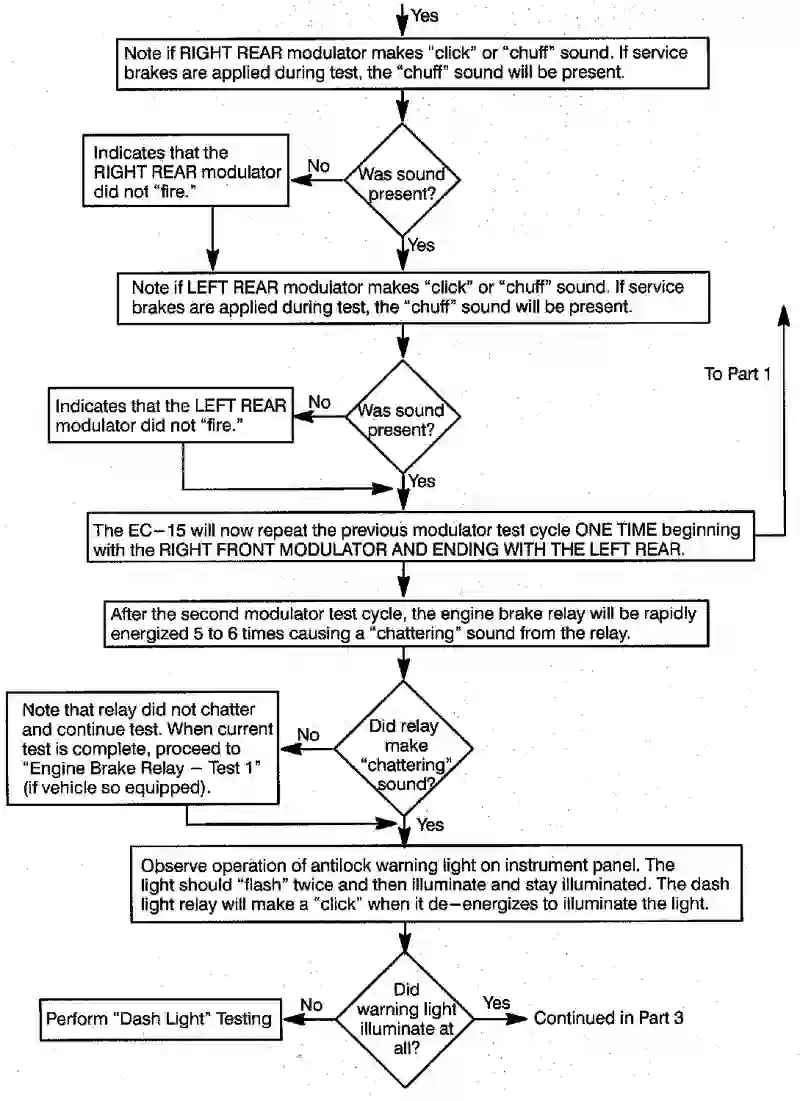 Yes
Note if RIGHT REAR modulator makes “click” or “chuff” sound. If service
brakes are applied during test, the “chuff” sound will be present.
Indicates that the
RIGHT REAR modulator
did not “fire.”
No
Was sound
present?
Yes
Note if LEFT REAR modulator makes “click” or “chuff” sound. If service
brakes are applied during test, the “chuff” sound will be present.
To Part 1
Indicates that the LEFT REAR
modulator did not “fire.”
No
Was sound
present?
Yes
The EC–15 will now repeat the previous modulator test cycle ONE TIME beginning
with the RIGHT FRONT MODULATOR AND ENDING WITH THE LEFT REAR.
After the second modulator test cycle, the engine brake relay will be rapidly
energized 5 to 6 times causing a “chattering” sound from the relay.
Note that relay did not chatter
and continue test. When current
test is complete, proceed to
“Engine Brake Relay – Test 1”
(if vehicle so equipped).
No
Did relay
make
“chattering”
sound?
Yes
Observe operation of antilock warning light on instrument panel. The
light should “flash” twice and then illuminate and stay illuminated. The dash
light relay will make a “click” when it de–energizes to illuminate the light.
Perform “Dash Light” Testing
No
Did
warning light
illuminate at
all?
Yes
Continued in Part 3